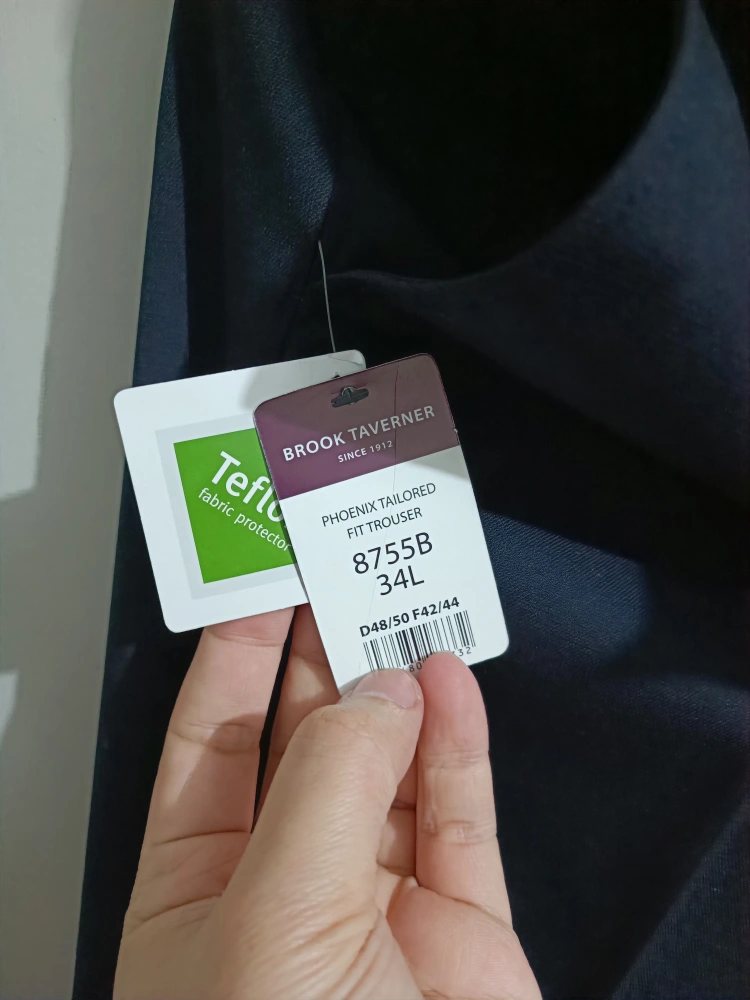 Teflo
fabric protector
BROOK TAVERNER
SINCE 1912
PHOENIX TAILORED
FIT TROUSER
8755B
34L
D48/50 F42/44